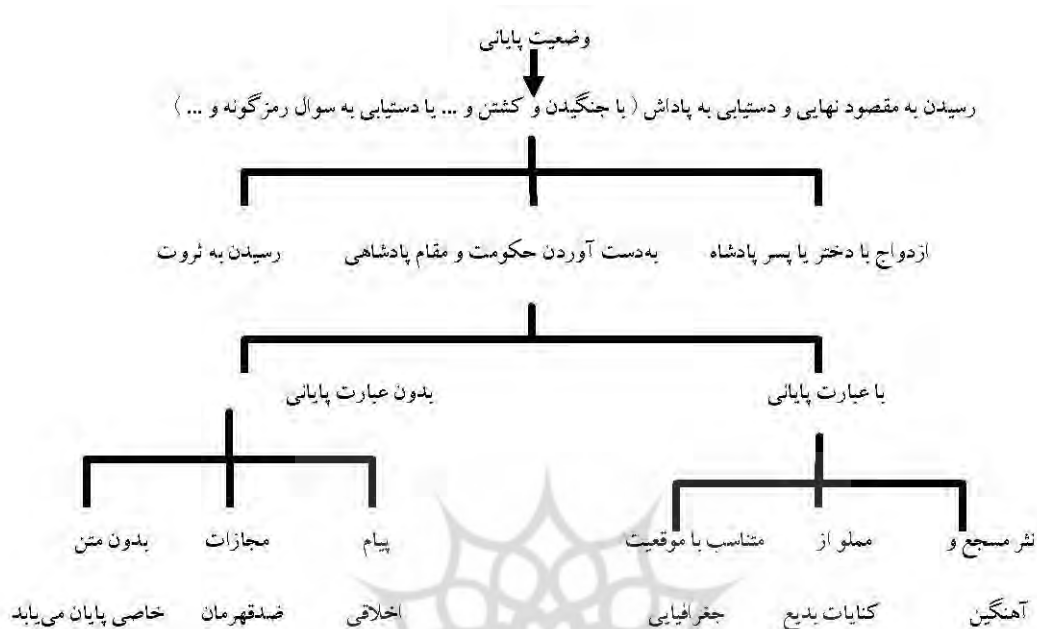 وضعیت پایانی
رسیدن به مقصود نهایی و دستیابی به پاداش ( با جنگیدن و کشتن و ... یا دستیابی به سوال رمزگونه و ... )
ازدواج با دختر یا پسر پادشاه به‌دست آوردن حکومت و مقام پادشاهی رسیدن به ثروت
با عبارت پایانی بدون عبارت پایانی
نثر مسجع و مملو از متناسب با موقعیت پیام مجازات بدون متن
آهنگین کنایات بدیع جغرافیایی اخلاقی ضدقهرمان خاصی پایان می‌یابد